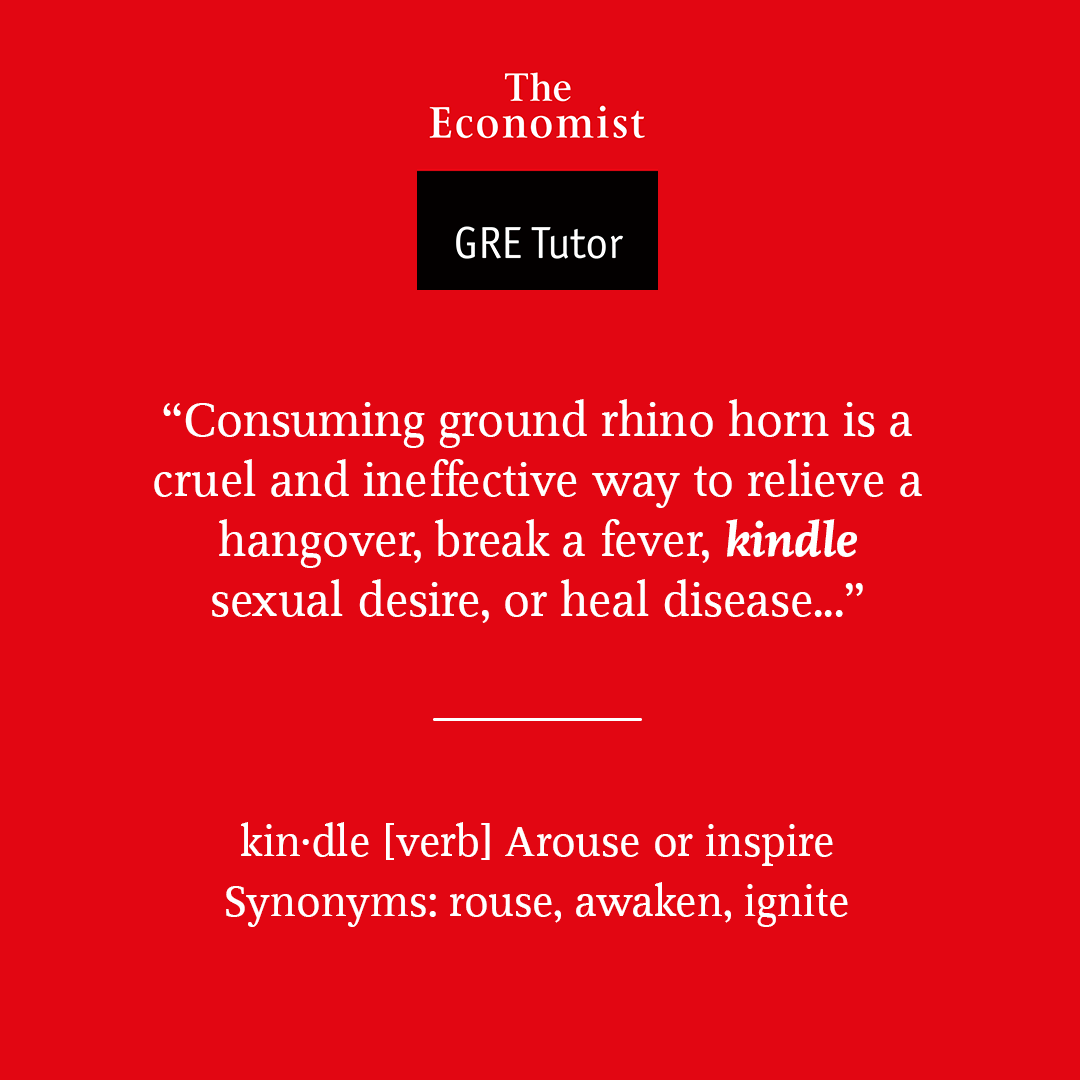 The
Economist
GRE Tutor
“Consuming ground rhino horn is a
cruel and ineffective way to relieve a
hangover, break a fever, kindle
sexual desire, or heal disease...”
kin·dle [verb] Arouse or inspire
Synonyms: rouse, awaken, ignite